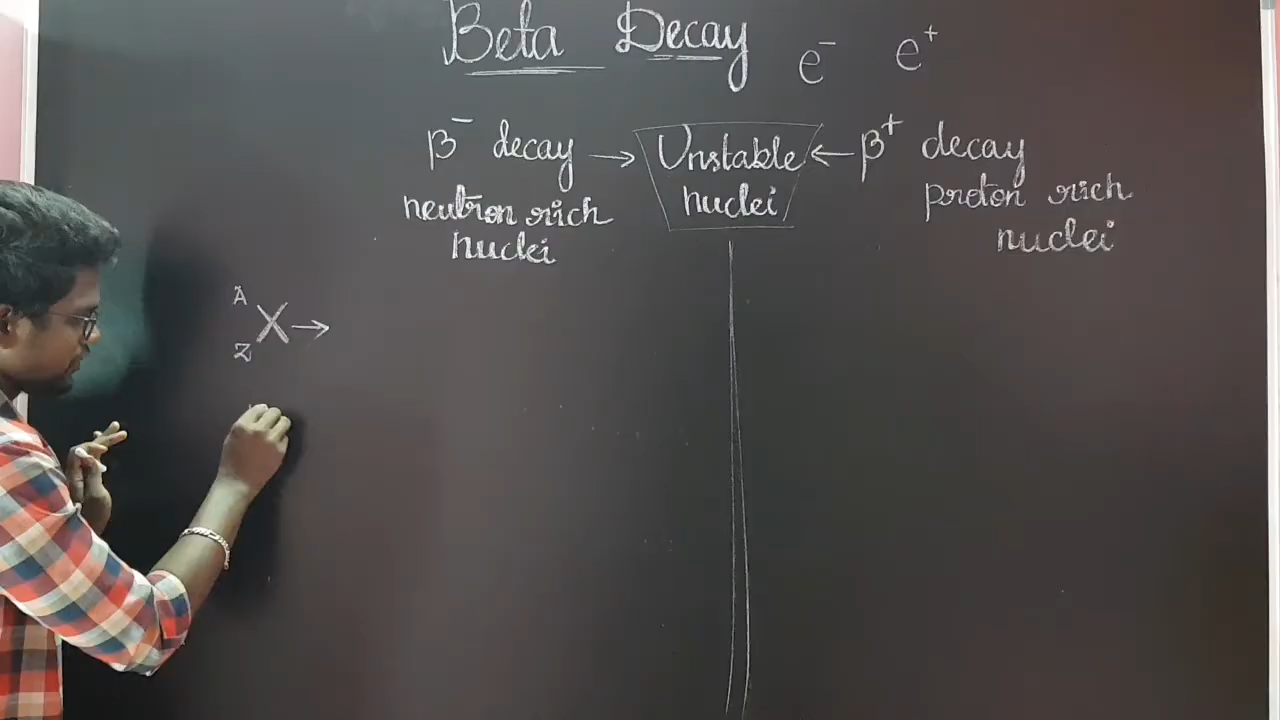 Beta Decay e⁻ e⁺
β⁻ decay → Unstable nuclei ← β⁺ decay
neutron rich nuclei
proton rich nuclei
A
X →
Z